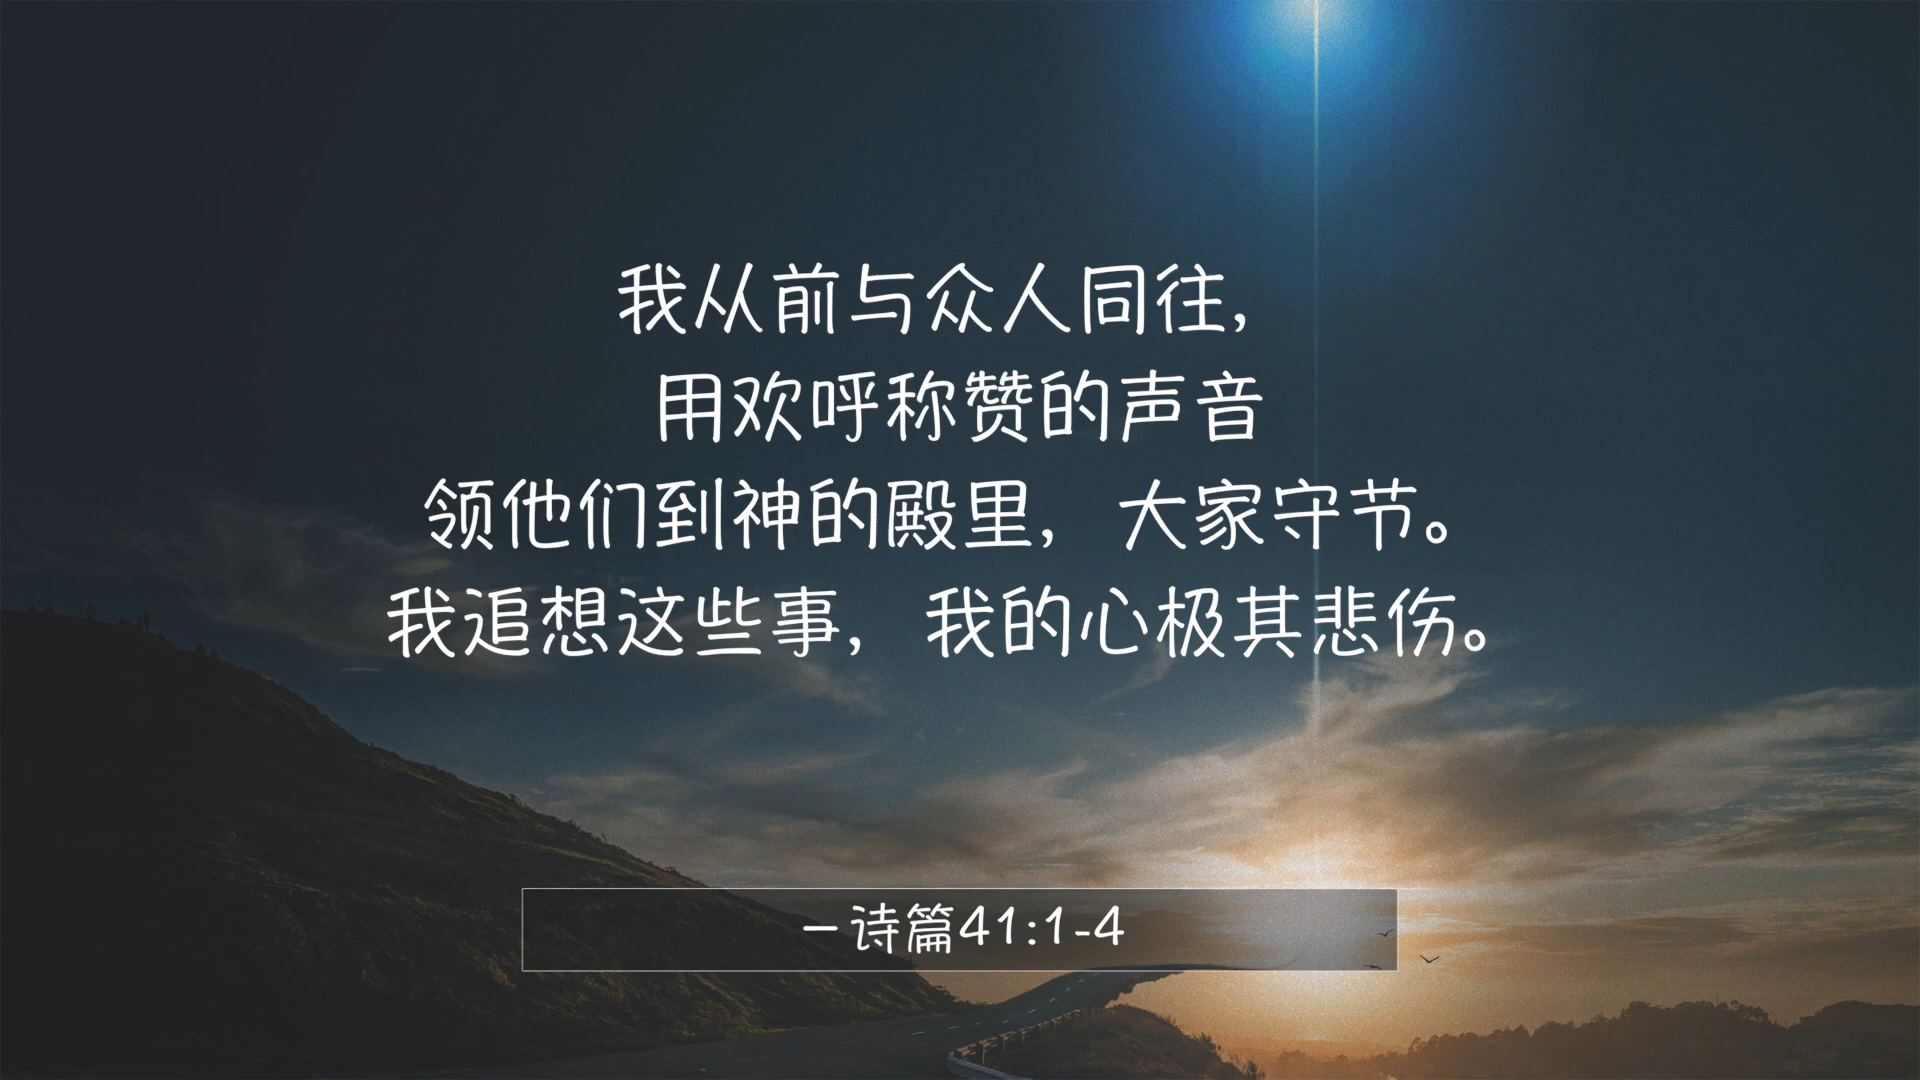 我从前与众人同往，
用欢呼称赞的声音
领他们到神的殿里，大家守节。
我追想这些事，我的心极其悲伤。
– 诗篇41:1-4